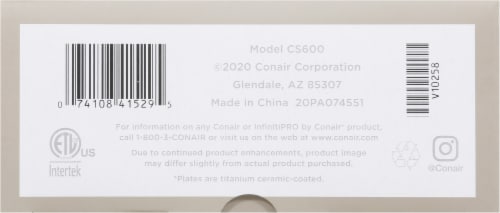 Model CS600
©2020 Conair Corporation
Glendale, AZ 85307
Made in China 20PA074551
0 74108 41529 5
V10258
For information on any Conair or InfinitiPRO by Conair® product,
call 1-800-3-CONAIR or visit us on the web at www.conair.com.
Due to continued product enhancements, product image
may differ slightly from actual product purchased.
*Plates are titanium ceramic-coated.
ETL
US
Intertek
@Conair